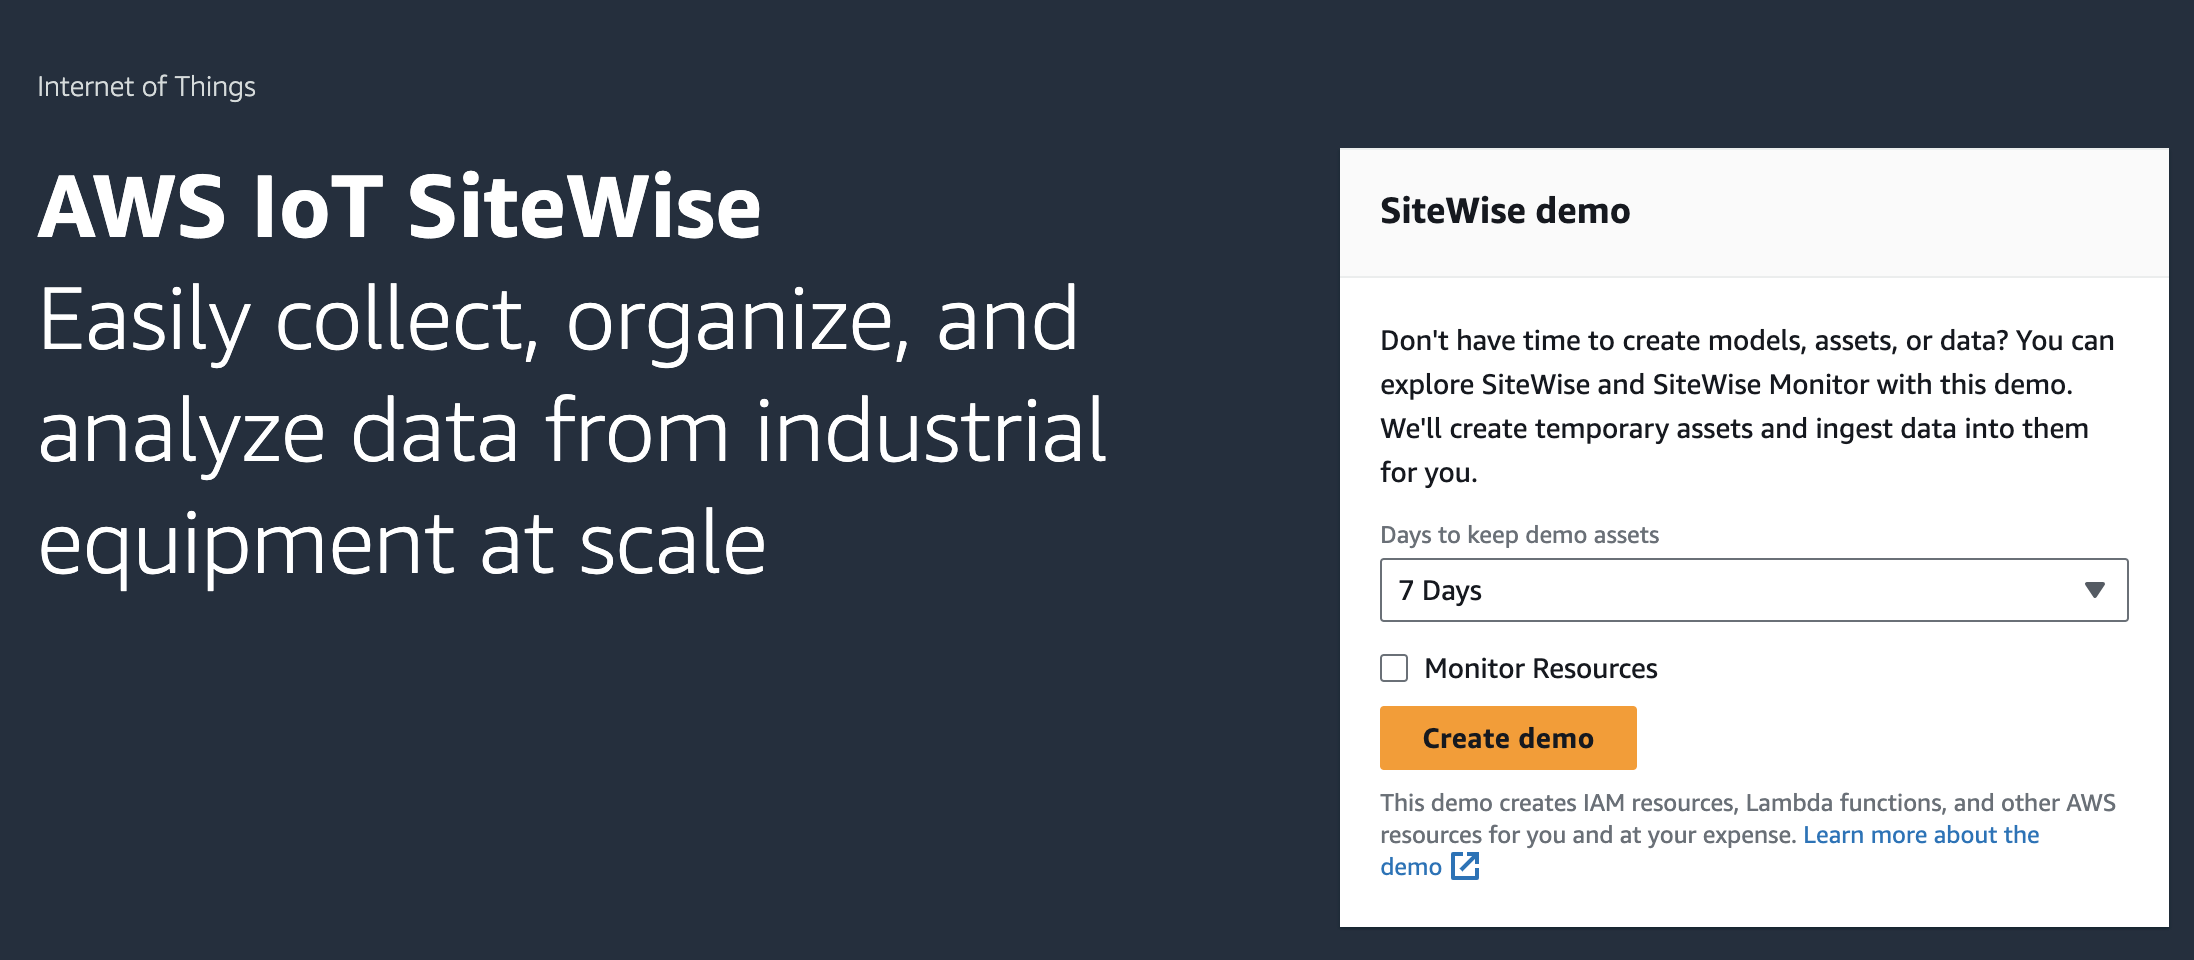 Internet of Things
AWS IoT SiteWise
Easily collect, organize, and
analyze data from industrial
equipment at scale
SiteWise demo
Don't have time to create models, assets, or data? You can
explore SiteWise and SiteWise Monitor with this demo.
We'll create temporary assets and ingest data into them
for you.
Days to keep demo assets
7 Days
Monitor Resources
Create demo
This demo creates IAM resources, Lambda functions, and other AWS
resources for you and at your expense. Learn more about the
demo